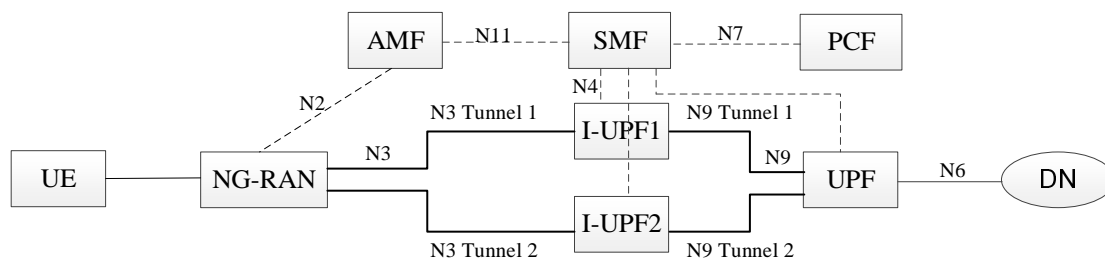 AMF
N11
SMF
N7
PCF
N2
N4
N3 Tunnel 1
I-UPF1
N9 Tunnel 1
UE
NG-RAN
N3
N9
UPF
N6
DN
I-UPF2
N3 Tunnel 2
N9 Tunnel 2